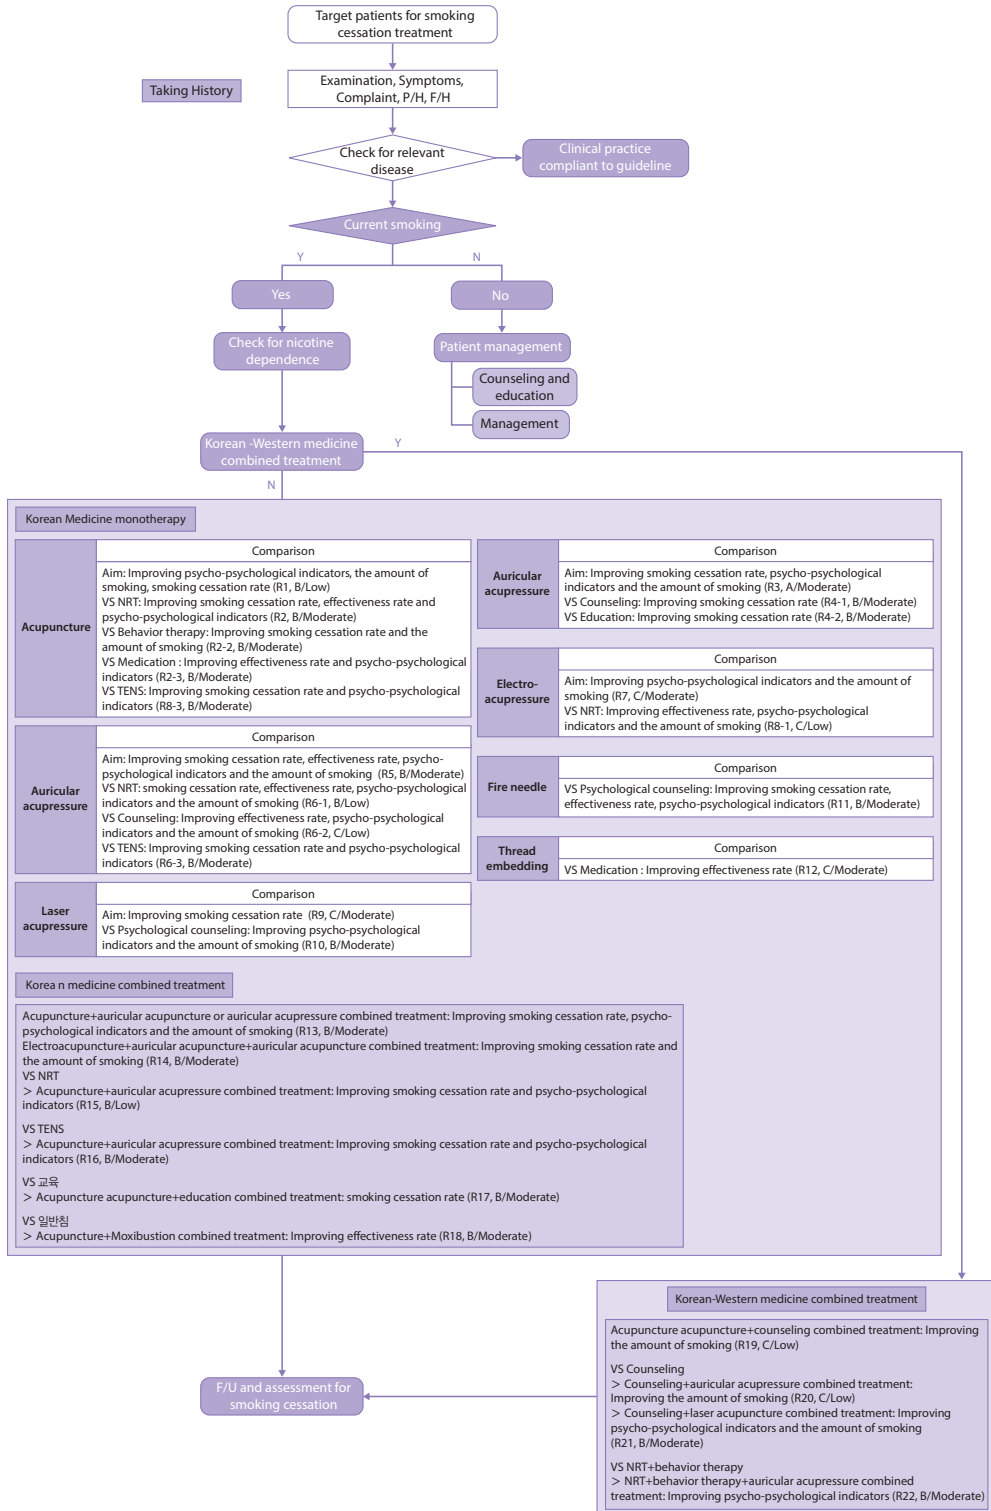 Target patients for smoking
cessation treatment
Taking History
Examination, Symptoms,
Complaint, P/H, F/H
Check for relevant
disease
Clinical practice
compliant to guideline
Current smoking
Y
N
Yes
No
Check for nicotine
dependence
Patient management
Counseling and
education
Management
Korean -Western medicine
combined treatment
Y
N
Korean Medicine monotherapy
Acupuncture
Comparison
Aim: Improving psycho-psychological indicators, the amount of
smoking, smoking cessation rate (R1, B/Low)
VS NRT: Improving smoking cessation rate, effectiveness rate and
psycho-psychological indicators (R2, B/Moderate)
VS Behavior therapy: Improving smoking cessation rate and the
amount of smoking (R2-2, B/Moderate)
VS Medication : Improving effectiveness rate and psycho-psychological
indicators (R2-3, B/Moderate)
VS TENS: Improving smoking cessation rate and psycho-psychological
indicators (R8-3, B/Moderate)
Auricular
acupressure
Comparison
Aim: Improving smoking cessation rate, effectiveness rate, psycho-
psychological indicators and the amount of smoking (R5, B/Moderate)
VS NRT: smoking cessation rate, effectiveness rate, psycho-psychological
indicators and the amount of smoking (R6-1, B/Low)
VS Counseling: Improving effectiveness rate, psycho-psychological
indicators and the amount of smoking (R6-2, C/Low)
VS TENS: Improving smoking cessation rate and psycho-psychological
indicators (R6-3, B/Moderate)
Laser
acupressure
Comparison
Aim: Improving smoking cessation rate (R9, C/Moderate)
VS Psychological counseling: Improving psycho-psychological
indicators and the amount of smoking (R10, B/Moderate)
Auricular
acupressure
Comparison
Aim: Improving smoking cessation rate, psycho-psychological
indicators and the amount of smoking (R3, A/Moderate)
VS Counseling: Improving smoking cessation rate (R4-1, B/Moderate)
VS Education: Improving smoking cessation rate (R4-2, B/Moderate)
Electro-
acupressure
Comparison
Aim: Improving psycho-psychological indicators and the amount of
smoking (R7, C/Moderate)
VS NRT: Improving effectiveness rate, psycho-psychological
indicators and the amount of smoking (R8-1, C/Low)
Fire needle
Comparison
VS Psychological counseling: Improving smoking cessation rate,
effectiveness rate, psycho-psychological indicators (R11, B/Moderate)
Thread
embedding
Comparison
VS Medication : Improving effectiveness rate (R12, C/Moderate)
Korea n medicine combined treatment
Acupuncture+auricular acupuncture or auricular acupressure combined treatment: Improving smoking cessation rate, psycho-
psychological indicators and the amount of smoking (R13, B/Moderate)
Electroacupuncture+auricular acupuncture+auricular acupuncture combined treatment: Improving smoking cessation rate and
the amount of smoking (R14, B/Moderate)
VS NRT
> Acupuncture+auricular acupressure combined treatment: Improving smoking cessation rate and psycho-psychological
indicators (R15, B/Low)
VS TENS
> Acupuncture+auricular acupressure combined treatment: Improving smoking cessation rate and psycho-psychological
indicators (R16, B/Moderate)
VS 교육
> Acupuncture acupuncture+education combined treatment: smoking cessation rate (R17, B/Moderate)
VS 일반침
> Acupuncture+Moxibustion combined treatment: Improving effectiveness rate (R18, B/Moderate)
Korean-Western medicine combined treatment
Acupuncture acupuncture+counseling combined treatment: Improving
the amount of smoking (R19, C/Low)
VS Counseling
> Counseling+auricular acupressure combined treatment:
Improving the amount of smoking (R20, C/Low)
> Counseling+laser acupuncture combined treatment: Improving
psycho-psychological indicators and the amount of smoking
(R21, B/Moderate)
VS NRT+behavior therapy
> NRT+behavior therapy+auricular acupressure combined
treatment: Improving psycho-psychological indicators (R22, B/Moderate)
F/U and assessment for
smoking cessation